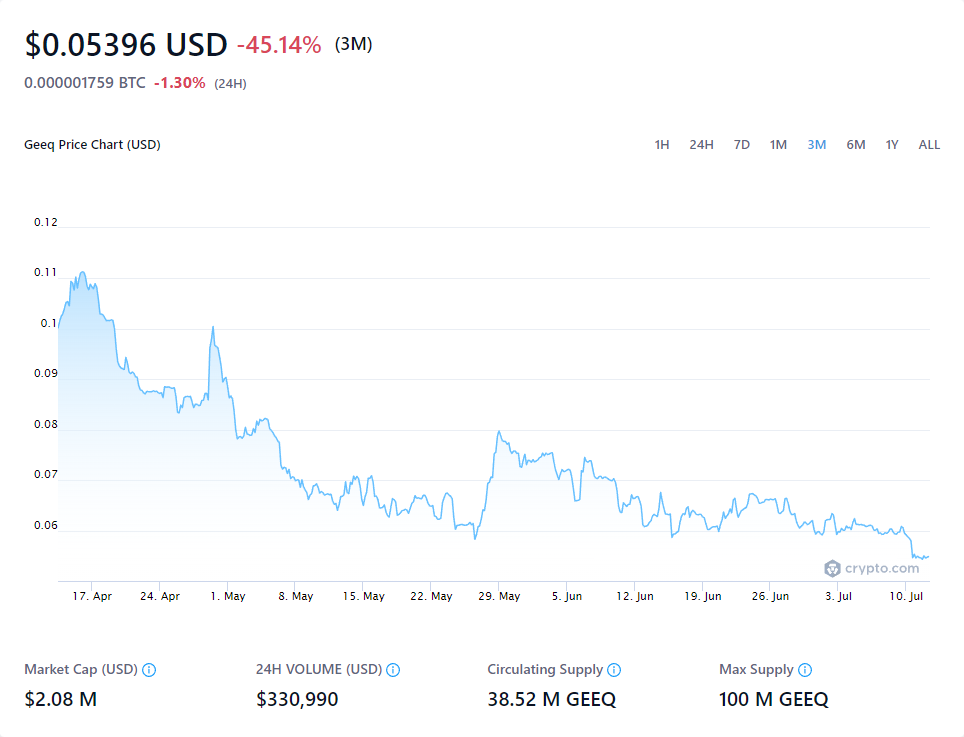 $0.05396 USD -45.14% (3M)
0.000001759 BTC -1.30% (24H)
Geeq Price Chart (USD) 1H 24H 7D 1M 3M 6M 1Y ALL
0.12
0.11
0.1
0.09
0.08
0.07
0.06
crypto.com
17. Apr 24. Apr 1. May 8. May 15. May 22. May 29. May 5. Jun 12. Jun 19. Jun 26. Jun 3. Jul 10. Jul
Market Cap (USD) 24H VOLUME (USD) Circulating Supply Max Supply
$2.08 M $330,990 38.52 M GEEQ 100 M GEEQ